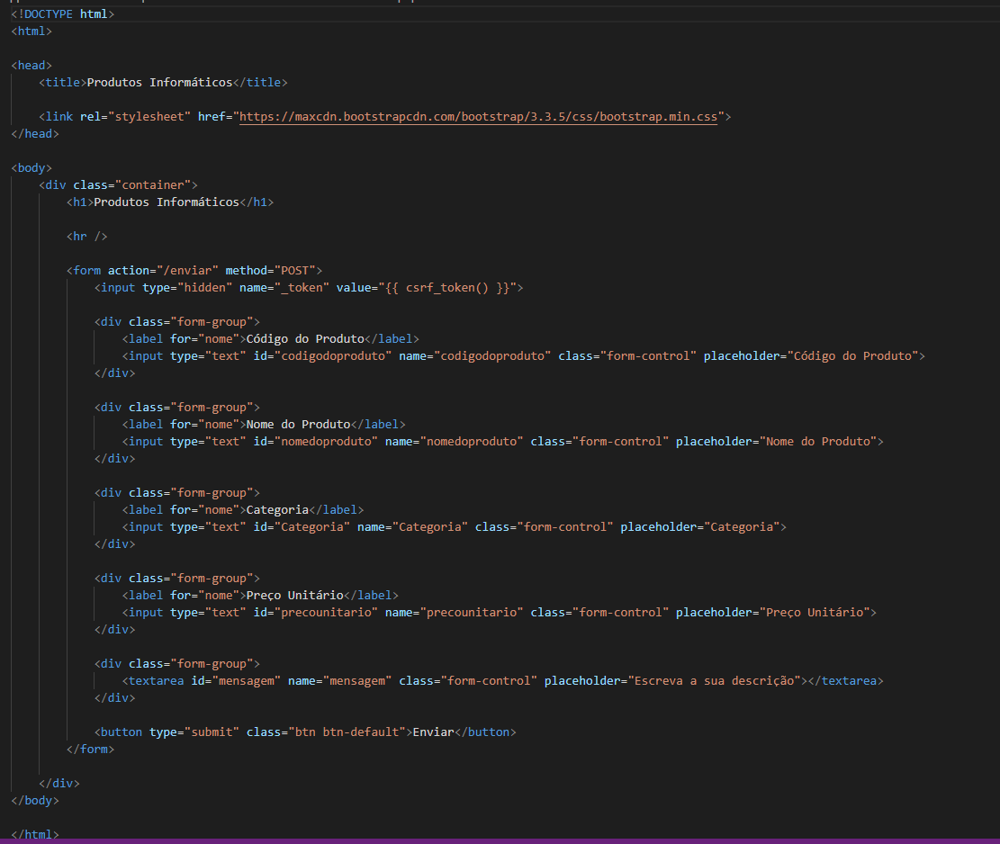 <!DOCTYPE html>
<html>
<head>
<title>Produtos Informáticos</title>
<link rel="stylesheet" href="https://maxcdn.bootstrapcdn.com/bootstrap/3.3.5/css/bootstrap.min.css">
</head>
<body>
<div class="container">
<h1>Produtos Informáticos</h1>
<hr />
<form action="/enviar" method="POST">
<input type="hidden" name="_token" value="{{ csrf_token() }}">
<div class="form-group">
<label for="nome">Código do Produto</label>
<input type="text" id="codigodoproduto" name="codigodoproduto" class="form-control" placeholder="Código do Produto">
</div>
<div class="form-group">
<label for="nome">Nome do Produto</label>
<input type="text" id="nomedoproduto" name="nomedoproduto" class="form-control" placeholder="Nome do Produto">
</div>
<div class="form-group">
<label for="nome">Categoria</label>
<input type="text" id="Categoria" name="Categoria" class="form-control" placeholder="Categoria">
</div>
<div class="form-group">
<label for="nome">Preço Unitário</label>
<input type="text" id="precounitario" name="precounitario" class="form-control" placeholder="Preço Unitário">
</div>
<div class="form-group">
<textarea id="mensagem" name="mensagem" class="form-control" placeholder="Escreva a sua descrição"></textarea>
</div>
<button type="submit" class="btn btn-default">Enviar</button>
</form>
</div>
</body>
</html>